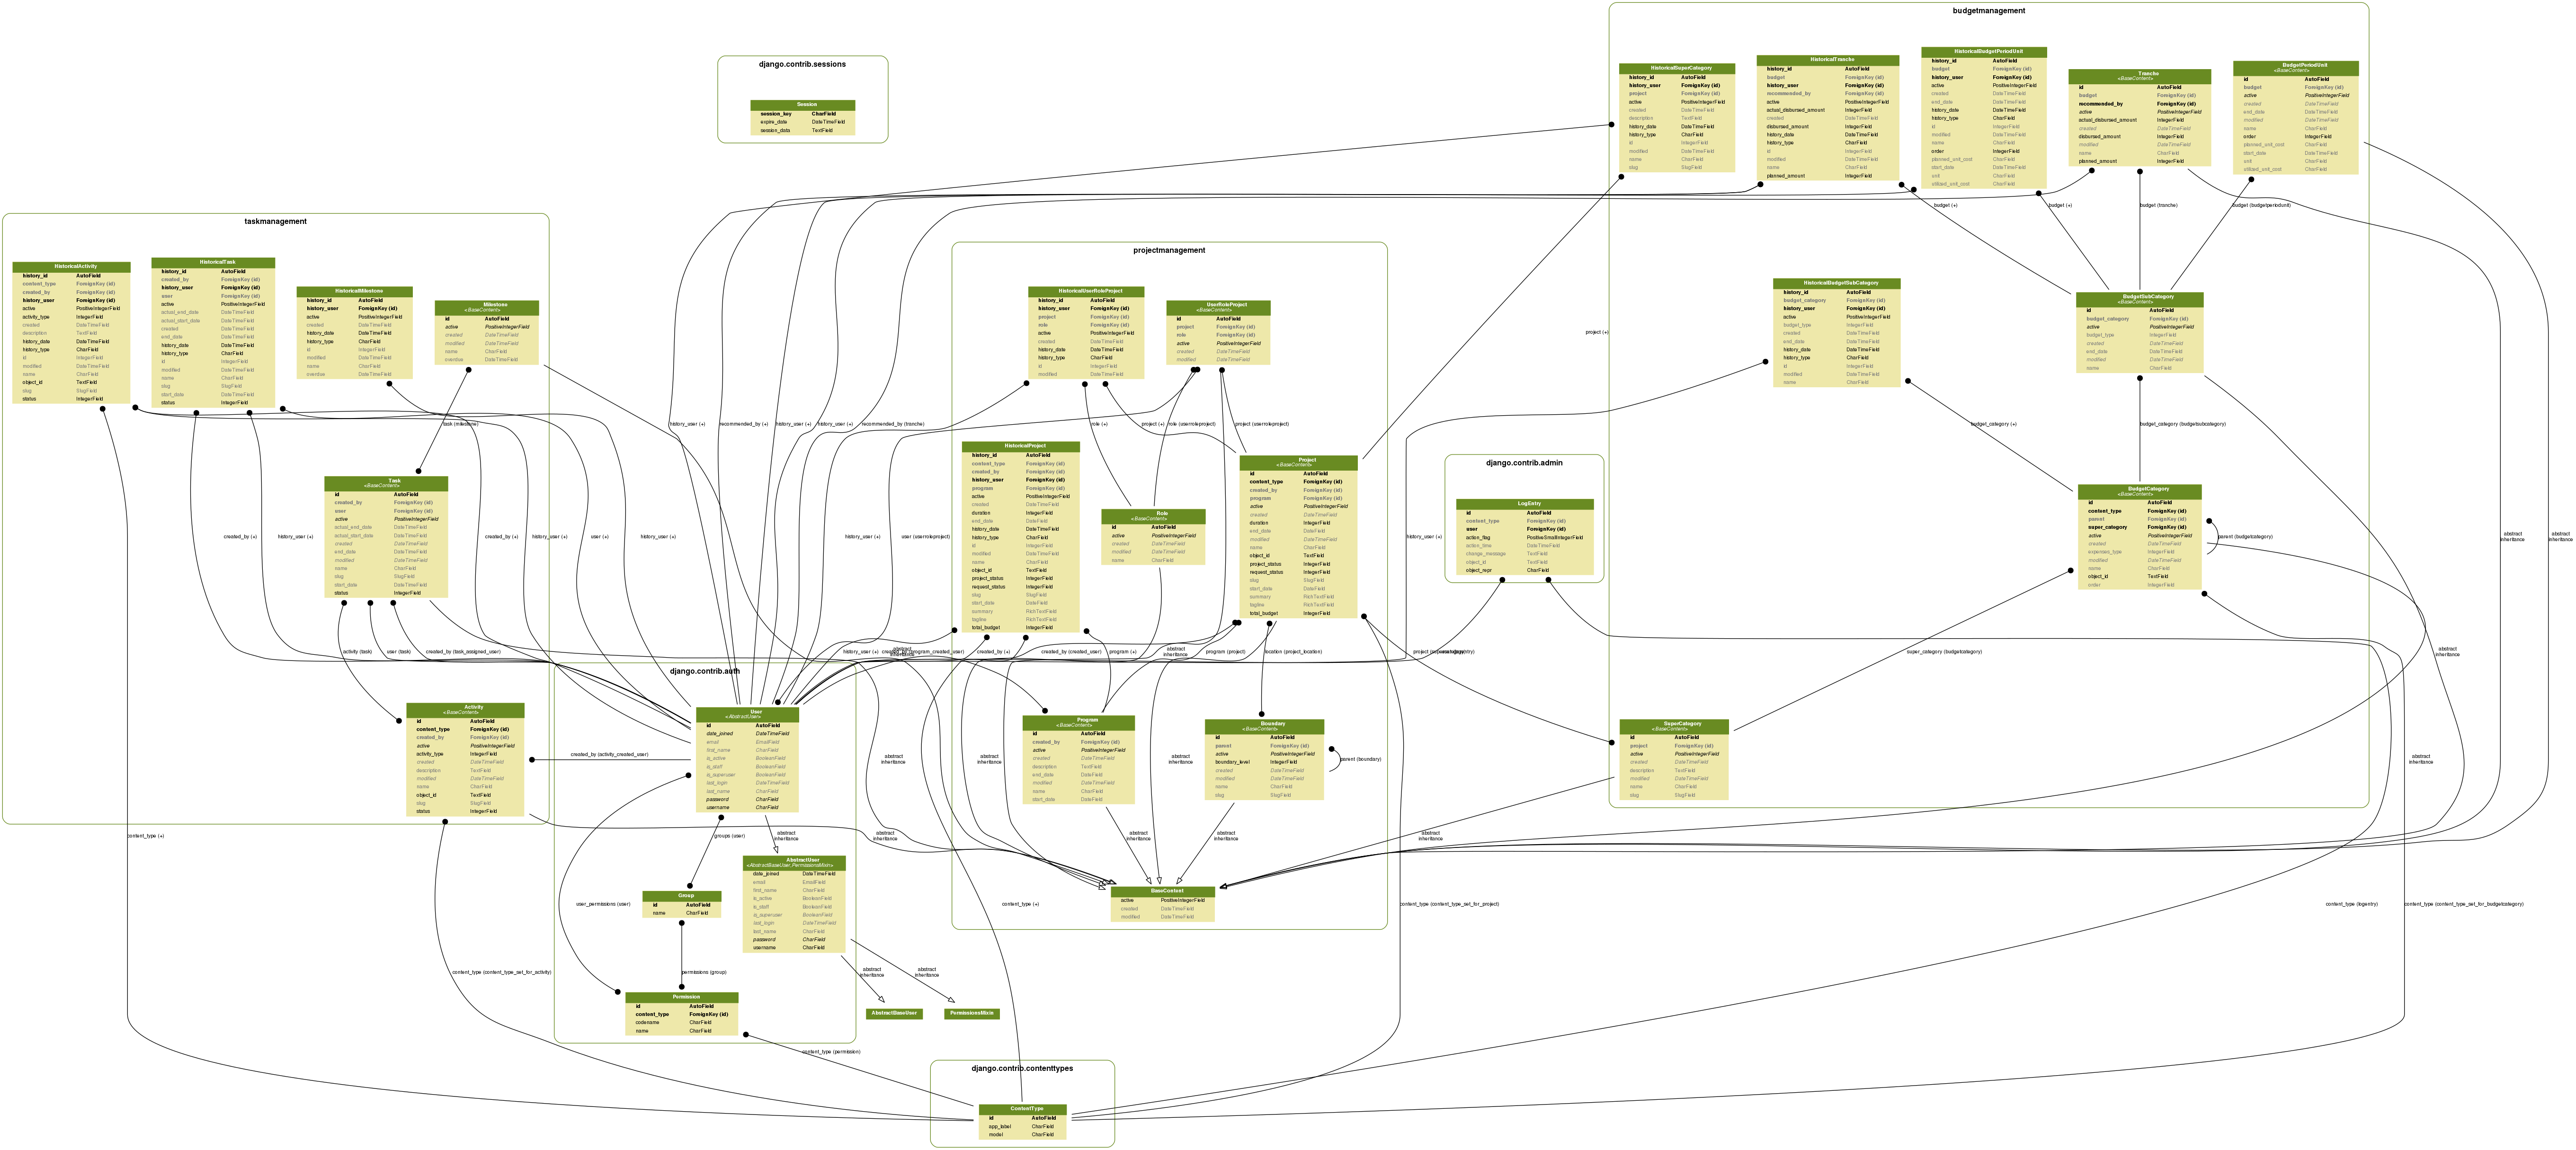 budgetmanagement
django.contrib.sessions
Session
session_key CharField
expire_date DateTimeField
session_data TextField
HistoricalSuperCategory
history_id AutoField
history_user ForeignKey (id)
project ForeignKey (id)
active PositiveIntegerField
created DateTimeField
description TextField
history_date DateTimeField
history_type CharField
id IntegerField
modified DateTimeField
name CharField
slug SlugField
HistoricalTranche
history_id AutoField
budget ForeignKey (id)
history_user ForeignKey (id)
recommended_by ForeignKey (id)
active PositiveIntegerField
actual_disbursed_amount IntegerField
created DateTimeField
disbursed_amount IntegerField
history_date DateTimeField
history_type CharField
id IntegerField
modified DateTimeField
name CharField
planned_amount IntegerField
HistoricalBudgetPeriodUnit
history_id AutoField
budget ForeignKey (id)
history_user ForeignKey (id)
active PositiveIntegerField
created DateTimeField
end_date DateTimeField
history_date DateTimeField
history_type CharField
id IntegerField
modified DateTimeField
name CharField
order IntegerField
planned_unit_cost CharField
start_date DateTimeField
unit CharField
utilized_unit_cost CharField
Tranche
<BaseContent>
id AutoField
budget ForeignKey (id)
recommended_by ForeignKey (id)
active PositiveIntegerField
actual_disbursed_amount IntegerField
created DateTimeField
disbursed_amount IntegerField
modified DateTimeField
name CharField
planned_amount IntegerField
BudgetPeriodUnit
<BaseContent>
id AutoField
budget ForeignKey (id)
active PositiveIntegerField
created DateTimeField
end_date DateTimeField
modified DateTimeField
name CharField
order IntegerField
planned_unit_cost CharField
start_date DateTimeField
unit CharField
utilized_unit_cost CharField
budget (+)
budget (+)
budget (tranche)
budget (budgetperiodunit)
taskmanagement
HistoricalActivity
history_id AutoField
content_type ForeignKey (id)
created_by ForeignKey (id)
history_user ForeignKey (id)
active PositiveIntegerField
activity_type IntegerField
created DateTimeField
description TextField
history_date DateTimeField
history_type CharField
id IntegerField
modified DateTimeField
name CharField
object_id TextField
slug SlugField
status IntegerField
HistoricalTask
history_id AutoField
created_by ForeignKey (id)
history_user ForeignKey (id)
user ForeignKey (id)
active PositiveIntegerField
actual_end_date DateTimeField
actual_start_date DateTimeField
created DateTimeField
end_date DateTimeField
history_date DateTimeField
history_type CharField
id IntegerField
modified DateTimeField
name CharField
slug SlugField
start_date DateTimeField
status IntegerField
HistoricalMilestone
history_id AutoField
history_user ForeignKey (id)
active PositiveIntegerField
created DateTimeField
history_date DateTimeField
history_type CharField
id IntegerField
modified DateTimeField
name CharField
overdue DateTimeField
Milestone
<BaseContent>
id AutoField
active PositiveIntegerField
created DateTimeField
modified DateTimeField
name CharField
overdue DateTimeField
projectmanagement
HistoricalUserRoleProject
history_id AutoField
history_user ForeignKey (id)
project ForeignKey (id)
role ForeignKey (id)
active PositiveIntegerField
created DateTimeField
history_date DateTimeField
history_type CharField
id IntegerField
modified DateTimeField
UserRoleProject
<BaseContent>
id AutoField
project ForeignKey (id)
role ForeignKey (id)
active PositiveIntegerField
created DateTimeField
modified DateTimeField
project (+)
HistoricalBudgetSubCategory
history_id AutoField
budget_category ForeignKey (id)
history_user ForeignKey (id)
active PositiveIntegerField
budget_type IntegerField
created DateTimeField
end_date DateTimeField
history_date DateTimeField
history_type CharField
id IntegerField
modified DateTimeField
name CharField
BudgetSubCategory
<BaseContent>
id AutoField
budget_category ForeignKey (id)
active PositiveIntegerField
budget_type IntegerField
created DateTimeField
end_date DateTimeField
modified DateTimeField
name CharField
task (milestone)
history_user (+)
recommended_by (+)
history_user (+)
history_user (+)
recommended_by (tranche)
role (+)
project (+)
role (userroleproject)
project (userroleproject)
budget_category (+)
budget_category (budgetsubcategory)
Task
<BaseContent>
id AutoField
created_by ForeignKey (id)
user ForeignKey (id)
active PositiveIntegerField
actual_end_date DateTimeField
actual_start_date DateTimeField
created DateTimeField
end_date DateTimeField
modified DateTimeField
name CharField
slug SlugField
start_date DateTimeField
status IntegerField
HistoricalProject
history_id AutoField
content_type ForeignKey (id)
created_by ForeignKey (id)
history_user ForeignKey (id)
program ForeignKey (id)
active PositiveIntegerField
created DateTimeField
duration IntegerField
end_date DateField
history_date DateTimeField
history_type CharField
id IntegerField
modified DateTimeField
name CharField
object_id TextField
project_status IntegerField
request_status IntegerField
slug SlugField
start_date DateField
summary RichTextField
tagline RichTextField
total_budget IntegerField
Role
<BaseContent>
id AutoField
active PositiveIntegerField
created DateTimeField
modified DateTimeField
name CharField
Project
<BaseContent>
id AutoField
content_type ForeignKey (id)
created_by ForeignKey (id)
program ForeignKey (id)
active PositiveIntegerField
created DateTimeField
duration IntegerField
end_date DateField
modified DateTimeField
name CharField
object_id TextField
project_status IntegerField
request_status IntegerField
slug SlugField
start_date DateField
summary RichTextField
tagline RichTextField
total_budget IntegerField
django.contrib.admin
LogEntry
id AutoField
content_type ForeignKey (id)
user ForeignKey (id)
action_flag PositiveSmallIntegerField
action_time DateTimeField
change_message TextField
object_id TextField
object_repr CharField
BudgetCategory
<BaseContent>
id AutoField
content_type ForeignKey (id)
parent ForeignKey (id)
super_category ForeignKey (id)
active PositiveIntegerField
created DateTimeField
expenses_type IntegerField
modified DateTimeField
name CharField
object_id TextField
order IntegerField
parent (budgetcategory)
created_by (+)
history_user (+)
created_by (+)
history_user (+)
user (+)
history_user (+)
history_user (+)
user (userroleproject)
history_user (+)
abstract
inheritance
abstract
inheritance
activity (task)
user (task)
created_by (task_assigned_user)
history_user (+)
abstract
inheritance
created_by (+)
created_by (created_user)
program (+)
abstract
inheritance
program (project)
location (project_location)
super_category (budgetcategory)
abstract
inheritance
django.contrib.auth
Activity
<BaseContent>
id AutoField
content_type ForeignKey (id)
created_by ForeignKey (id)
active PositiveIntegerField
activity_type IntegerField
created DateTimeField
description TextField
modified DateTimeField
name CharField
object_id TextField
slug SlugField
status IntegerField
created_by (activity_created_user)
User
<AbstractUser>
id AutoField
date_joined DateTimeField
email EmailField
first_name CharField
is_active BooleanField
is_staff BooleanField
is_superuser BooleanField
last_login DateTimeField
last_name CharField
password CharField
username CharField
abstract
inheritance
abstract
inheritance
Program
<BaseContent>
id AutoField
created_by ForeignKey (id)
active PositiveIntegerField
created DateTimeField
description TextField
end_date DateField
modified DateTimeField
name CharField
start_date DateField
abstract
inheritance
Boundary
<BaseContent>
id AutoField
parent ForeignKey (id)
active PositiveIntegerField
boundary_level IntegerField
created DateTimeField
modified DateTimeField
name CharField
slug SlugField
parent (boundary)
SuperCategory
<BaseContent>
id AutoField
project ForeignKey (id)
active PositiveIntegerField
created DateTimeField
description TextField
modified DateTimeField
name CharField
slug SlugField
abstract
inheritance
content_type (+)
groups (user)
abstract
inheritance
abstract
inheritance
abstract
inheritance
abstract
inheritance
abstract
inheritance
AbstractUser
<AbstractBaseUser,PermissionsMixin>
date_joined DateTimeField
email EmailField
first_name CharField
is_active BooleanField
is_staff BooleanField
is_superuser BooleanField
last_login DateTimeField
last_name CharField
password CharField
username CharField
Group
id AutoField
name CharField
BaseContent
active PositiveIntegerField
created DateTimeField
modified DateTimeField
user_permissions (user)
content_type (+)
content_type (content_type_set_for_project)
content_type (logentry)
content_type (content_type_set_for_budgetcategory)
content_type (content_type_set_for_activity)
permissions (group)
abstract
inheritance
abstract
inheritance
Permission
id AutoField
content_type ForeignKey (id)
codename CharField
name CharField
AbstractBaseUser
PermissionsMixin
content_type (permission)
django.contrib.contenttypes
ContentType
id AutoField
app_label CharField
model CharField